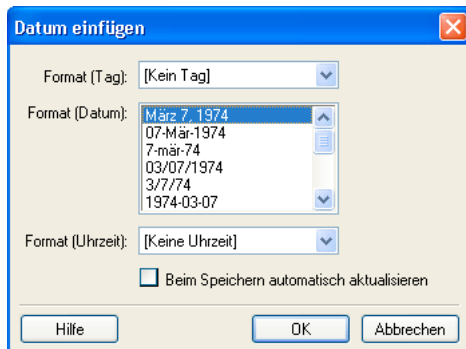 Datum einfügen
Format (Tag): [Kein Tag]
Format (Datum): März 7, 1974
07-Mär-1974
7-mär-74
03/07/1974
3/7/74
1974-03-07
Format (Uhrzeit): [Keine Uhrzeit]
Beim Speichern automatisch aktualisieren
Hilfe OK Abbrechen